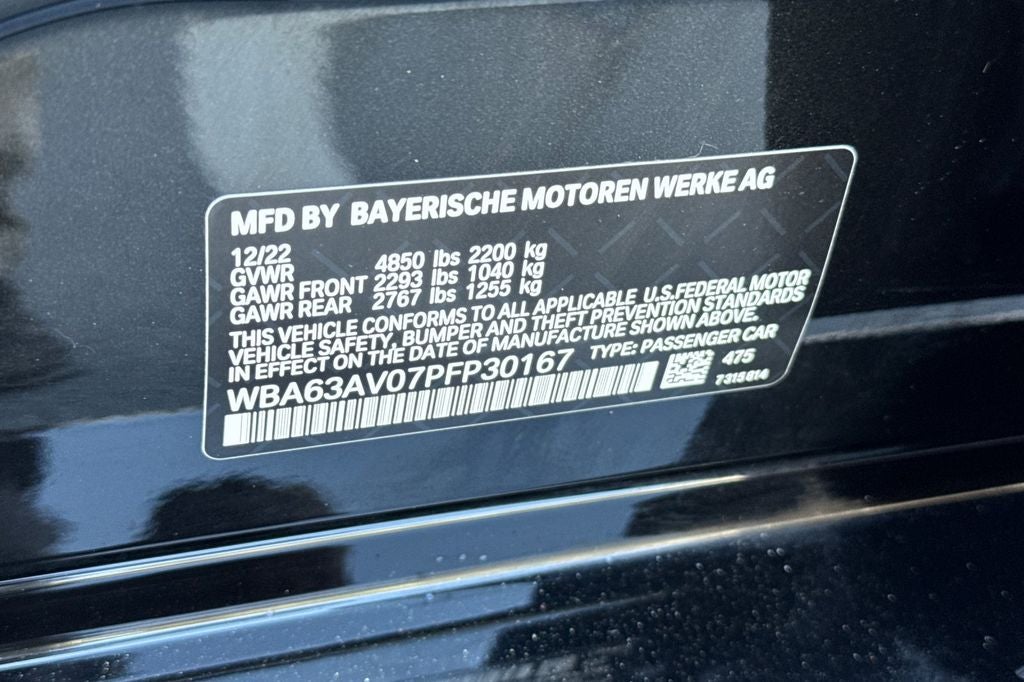 MFD BY BAYERISCHE MOTOREN WERKE AG
12/22
GVWR 4850 lbs 2200 kg
GAWR FRONT 2293 lbs 1040 kg
GAWR REAR 2767 lbs 1255 kg
THIS VEHICLE CONFORMS TO ALL APPLICABLE U.S.FEDERAL MOTOR
VEHICLE SAFETY, BUMPER AND THEFT PREVENTION STANDARDS
IN EFFECT ON THE DATE OF MANUFACTURE SHOWN ABOVE.
WBA63AV07PFP30167 TYPE: PASSENGER CAR
475
7315814